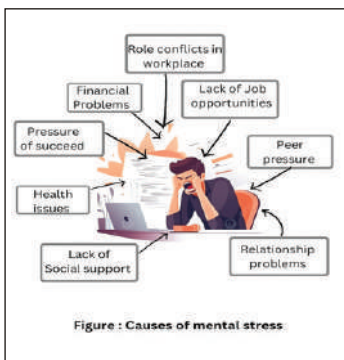 Role conflicts in
workplace
Financial
Problems
Lack of Job
opportunities
Pressure
of succeed
Peer
pressure
Health
issues
Lack of
Social support
Relationship
problems
Figure : Causes of mental stress